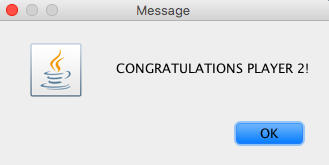 Message
CONGRATULATIONS PLAYER 2!
OK